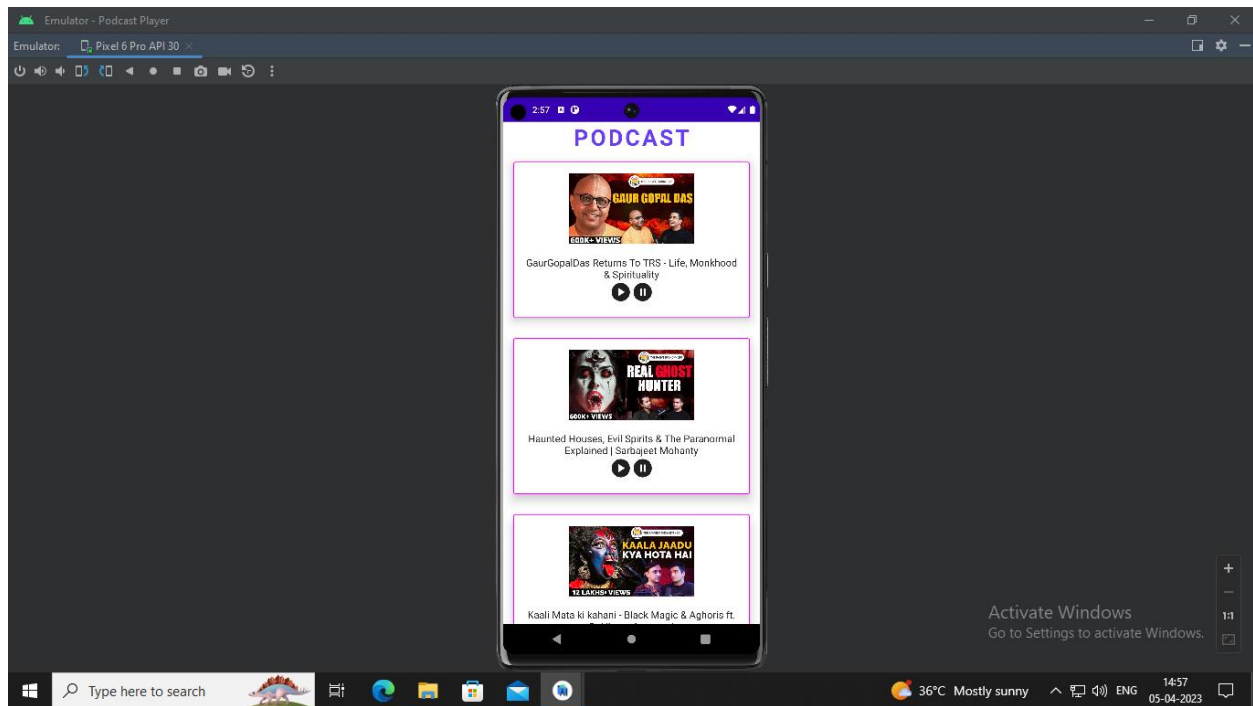 Emulator - Podcast Player
Emulator:
Pixel 6 Pro API 30
2:57
PODCAST
GAUR GOPAL DAS
600K+ VIEWS
GaurGopalDas Returns To TRS - Life, Monkhood
& Spirituality
REAL GHOST
HUNTER
600K+ VIEWS
Haunted Houses, Evil Spirits & The Paranormal
Explained | Sarbajeet Mohanty
KAALA JAADU
KYA HOTA HAI
12 LAKHS+ VIEWS
Kaali Mata ki kahani - Black Magic & Aghoris ft.
1:1
Activate Windows
Go to Settings to activate Windows.
Type here to search
36°C Mostly sunny
ENG
14:57
05-04-2023